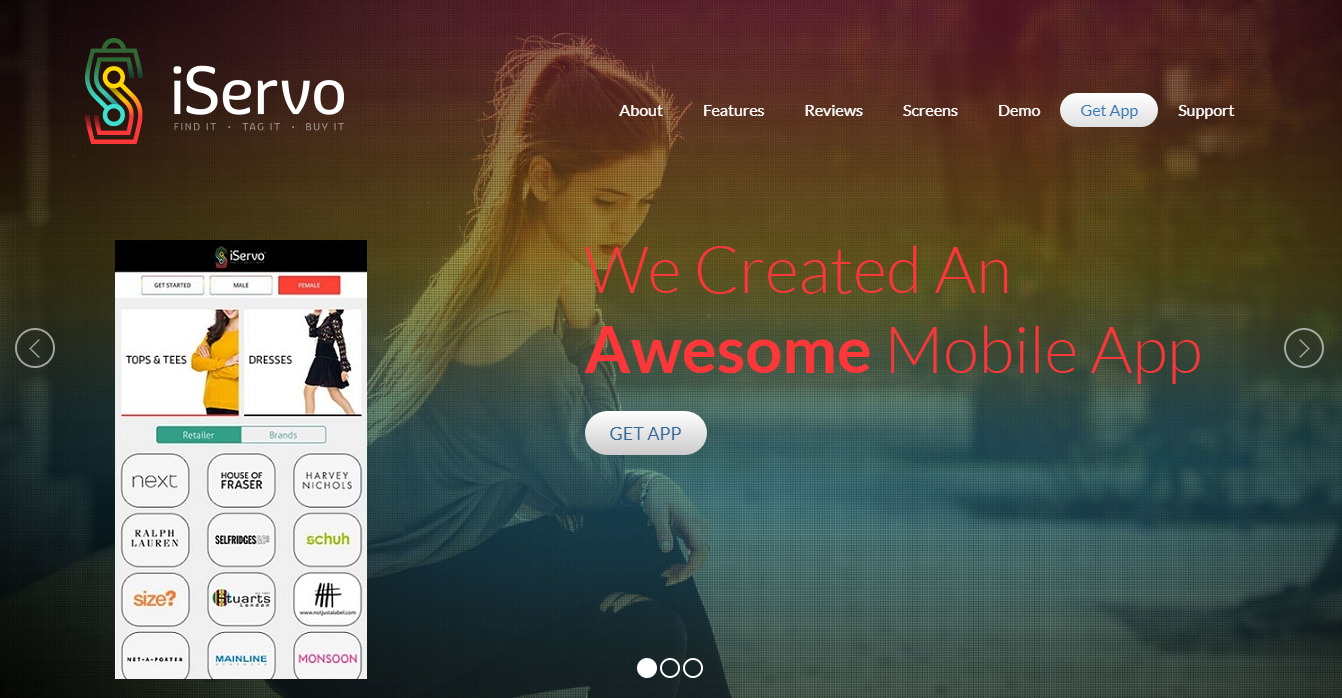 iServo
FIND IT · TAG IT · BUY IT
About Features Reviews Screens Demo Get App Support
We Created An
Awesome Mobile App
GET APP
iServo
GET STARTED MALE FEMALE
TOPS & TEES DRESSES
Retailer Brands
next HOUSE OF FRASER HARVEY NICHOLS
RALPH LAUREN SELFRIDGES&CO schuh
size? Stuarts London www.notjustalabel.com
NET-A-PORTER MAINLINE MONSOON